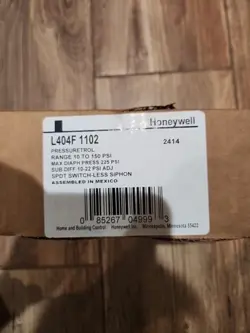 Honeywell
L404F 1102
2414
PRESSURETROL
RANGE 10 TO 150 PSI
MAX DIAPH PRESS 225 PSI
SUB DIFF 10-22 PSI ADJ
SPDT SWITCH-LESS SIPHON
ASSEMBLED IN MEXICO
0 85267 04999 3
Home and Building Control Honeywell Inc. Minneapolis, Minnesota 55422